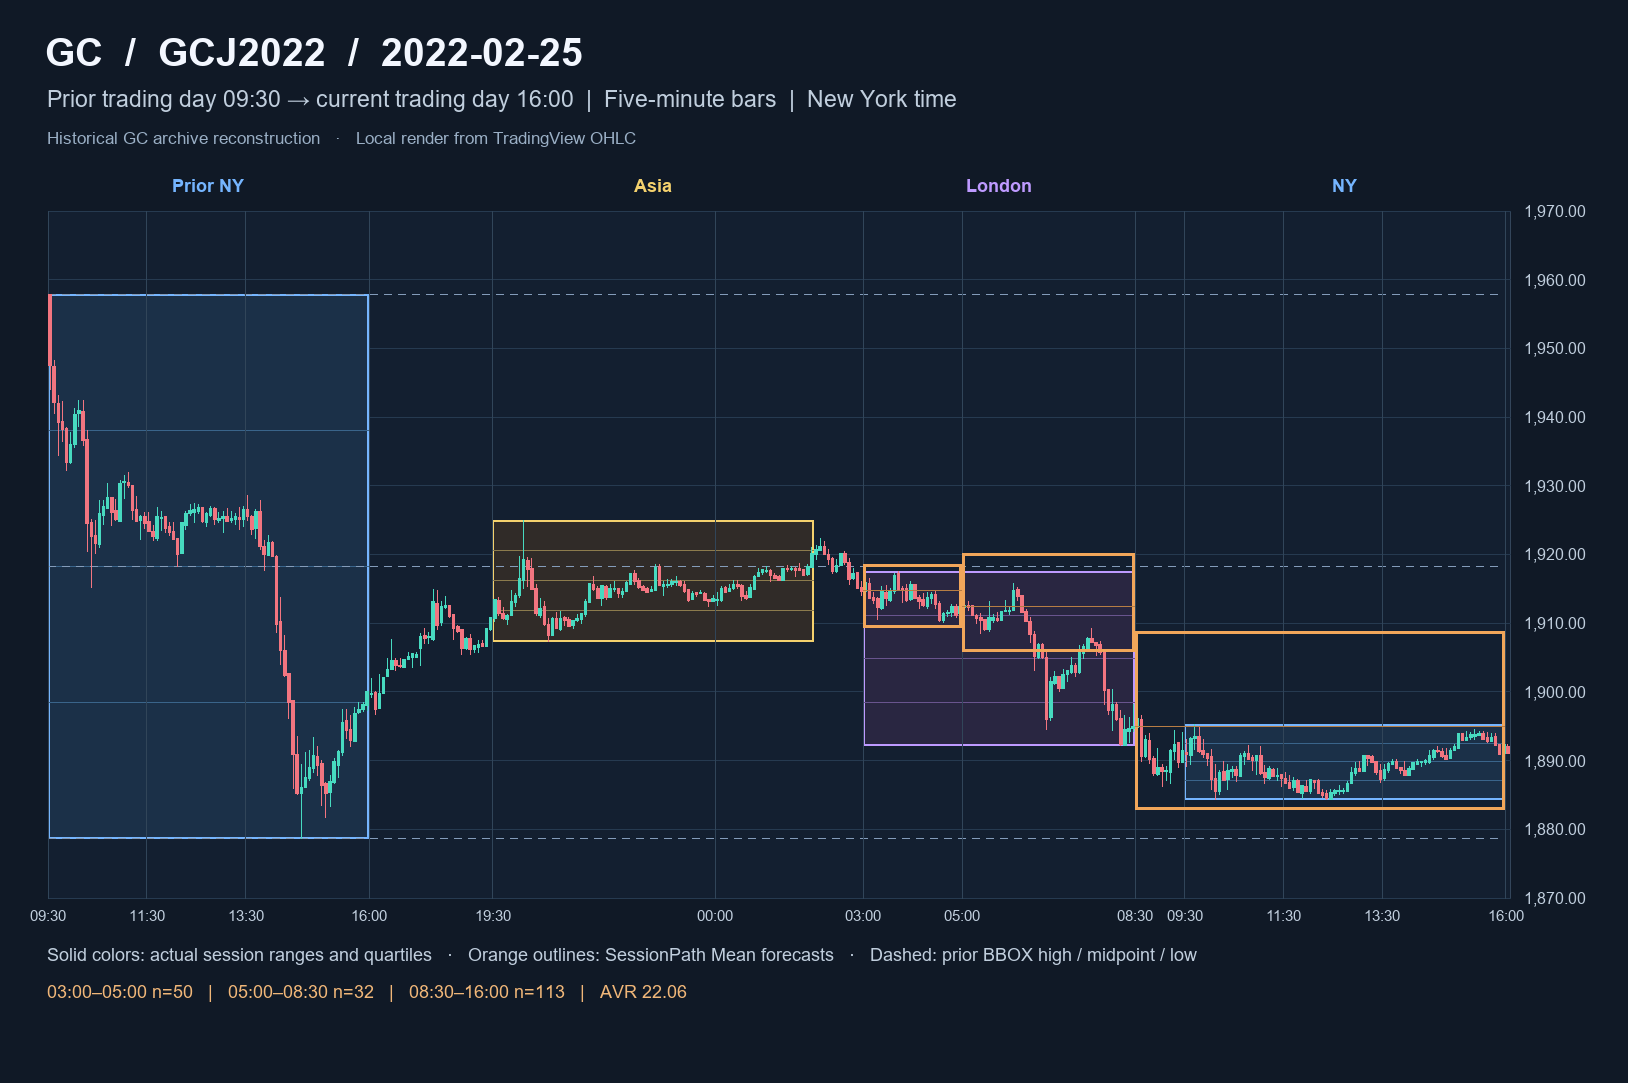 GC / GCJ2022 / 2022-02-25
Prior trading day 09:30 → current trading day 16:00 | Five-minute bars | New York time
Historical GC archive reconstruction · Local render from TradingView OHLC
Prior NY
Asia
London
NY
1,970.00
1,960.00
1,950.00
1,940.00
1,930.00
1,920.00
1,910.00
1,900.00
1,890.00
1,880.00
1,870.00
09:30 11:30 13:30 16:00 19:30 00:00 03:00 05:00 08:30 09:30 11:30 13:30 16:00
Solid colors: actual session ranges and quartiles · Orange outlines: SessionPath Mean forecasts · Dashed: prior BBOX high / midpoint / low
03:00–05:00 n=50 | 05:00–08:30 n=32 | 08:30–16:00 n=113 | AVR 22.06